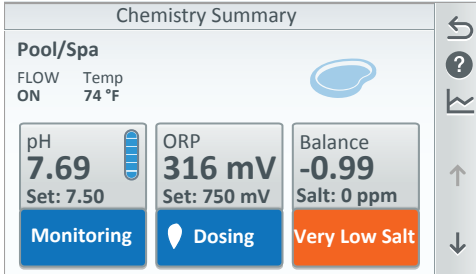 Chemistry Summary
Pool/Spa
FLOW Temp
ON 74 °F
pH
7.69
Set: 7.50
Monitoring
ORP
316 mV
Set: 750 mV
Dosing
Balance
-0.99
Salt: 0 ppm
Very Low Salt
?